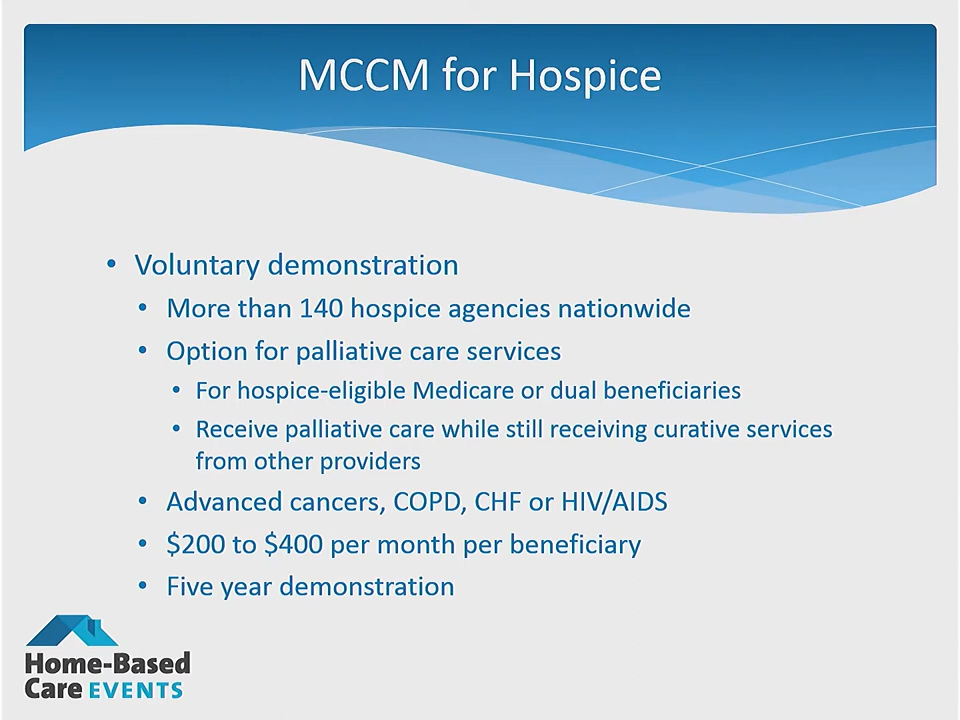 MCCM for Hospice
• Voluntary demonstration
• More than 140 hospice agencies nationwide
• Option for palliative care services
• For hospice-eligible Medicare or dual beneficiaries
• Receive palliative care while still receiving curative services
from other providers
• Advanced cancers, COPD, CHF or HIV/AIDS
• $200 to $400 per month per beneficiary
• Five year demonstration
Home-Based
Care EVENTS